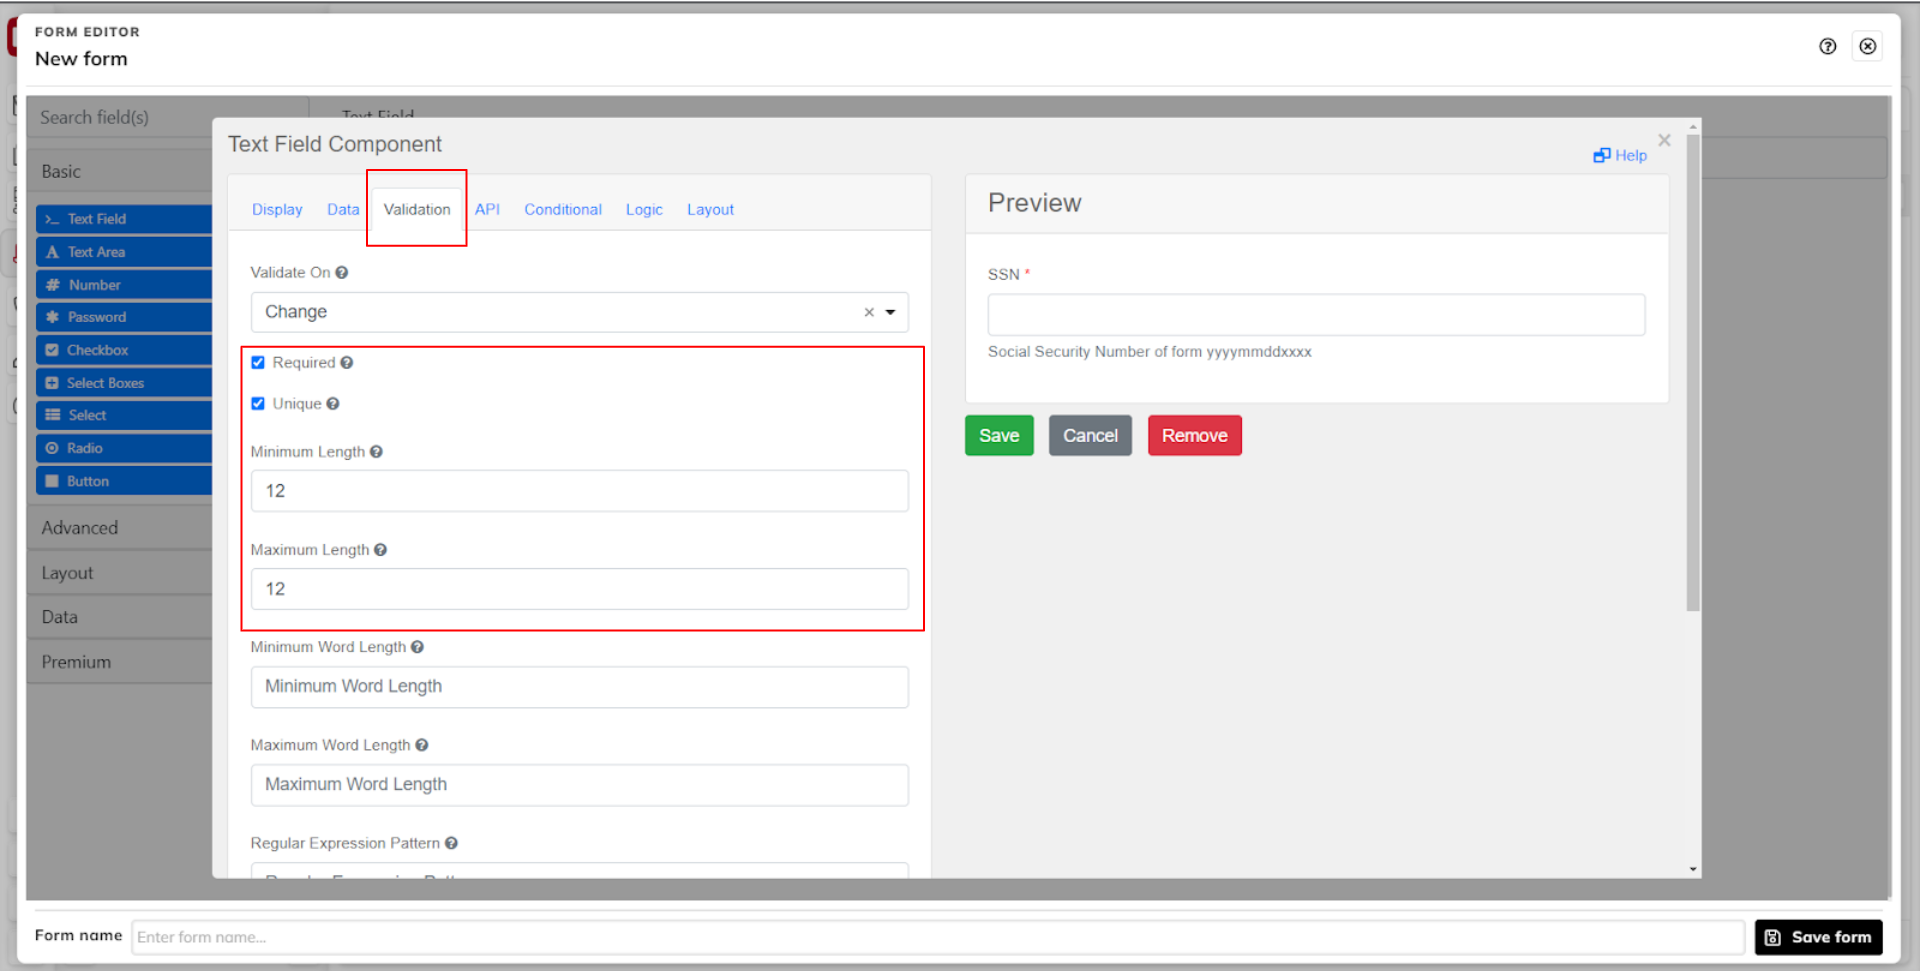 FORM EDITOR
New form
Search field(s)
Text Field
Basic
Text Field
Text Area
Number
Password
Checkbox
Select Boxes
Select
Radio
Button
Advanced
Layout
Data
Premium
Text Field Component
Help
Display Data Validation API Conditional Logic Layout
Validate On
Change
Required
Unique
Minimum Length
12
Maximum Length
12
Minimum Word Length
Minimum Word Length
Maximum Word Length
Maximum Word Length
Regular Expression Pattern
Preview
SSN *
Social Security Number of form yyyymmddxxxx
Save Cancel Remove
Form name
Enter form name...
Save form